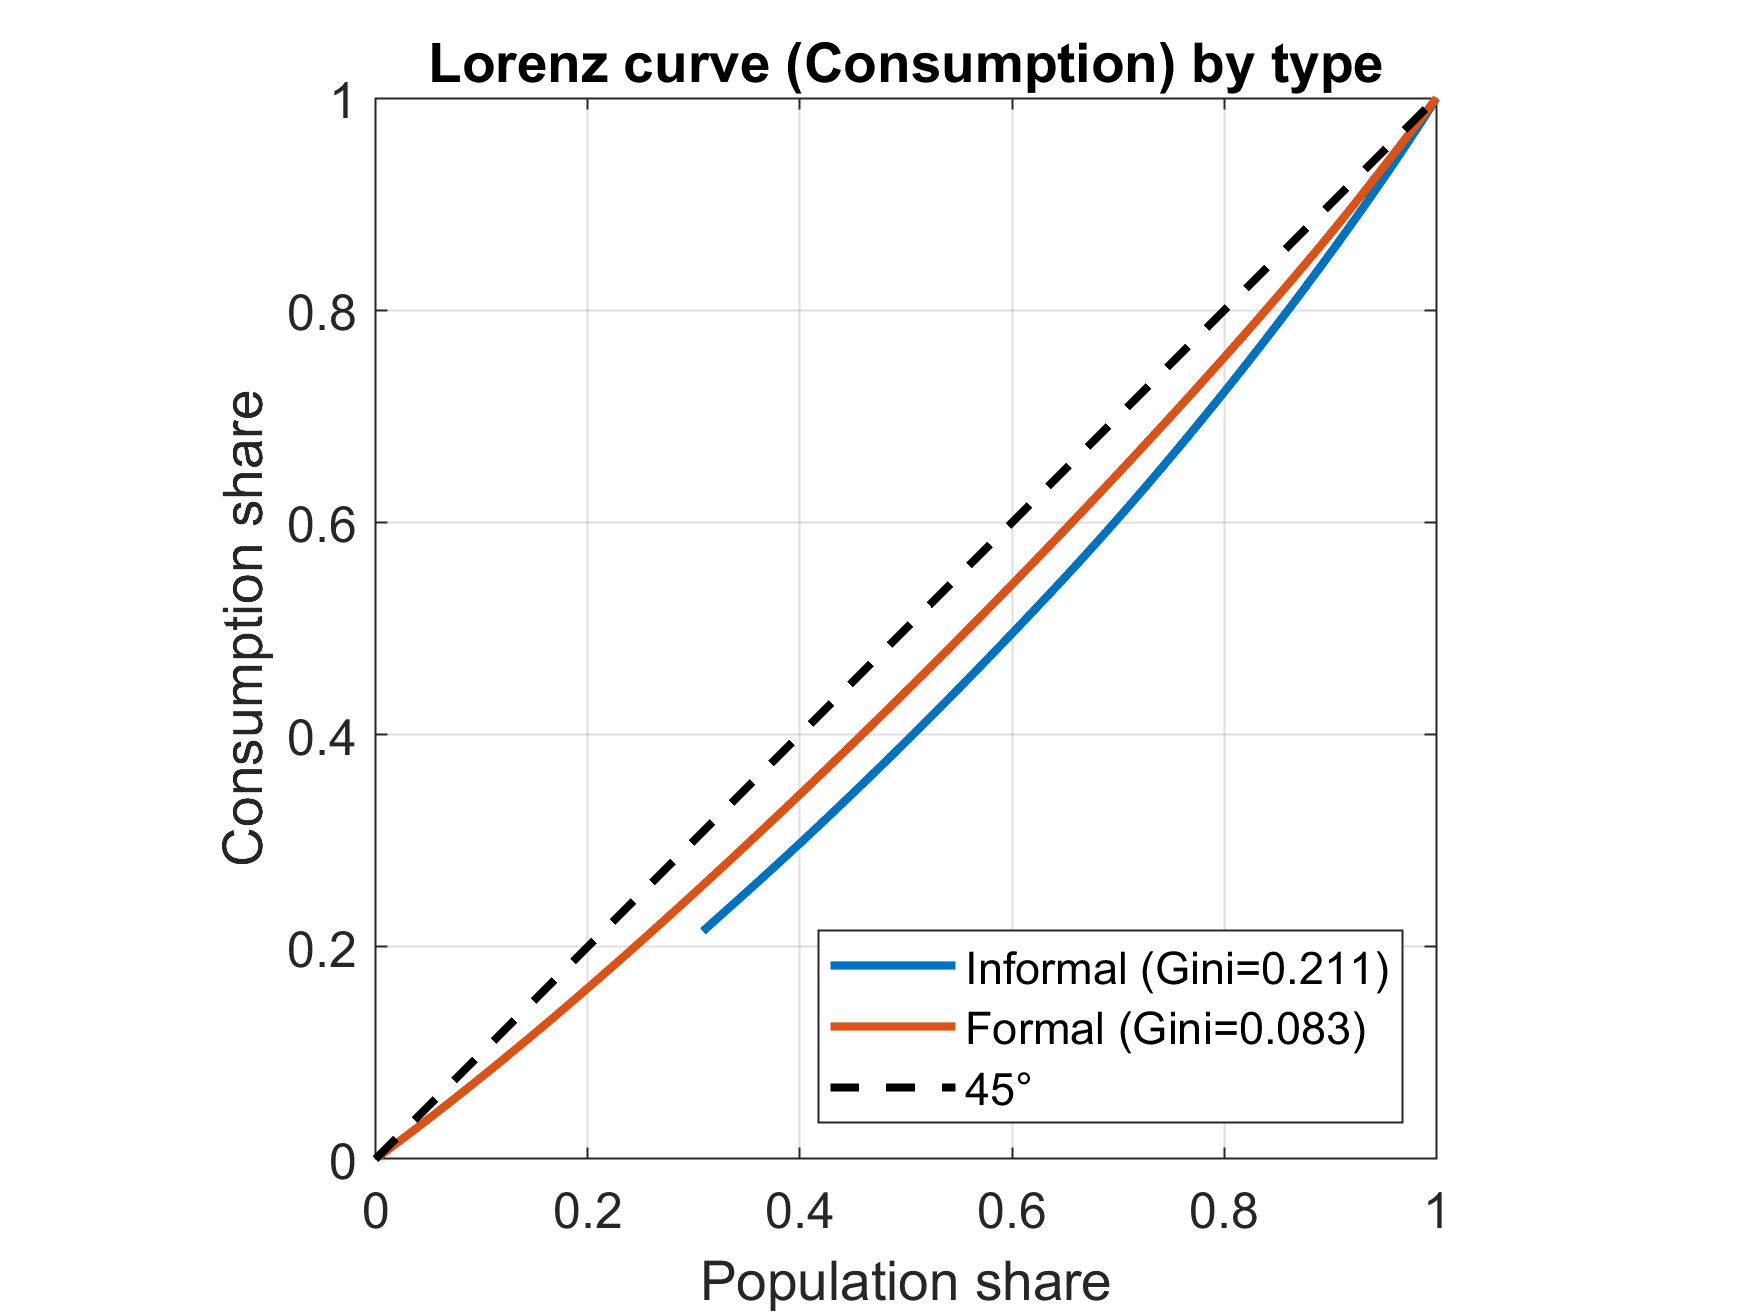 Lorenz curve (Consumption) by type
1
0.8
0.6
0.4
0.2
0
Consumption share
Informal (Gini=0.211)
Formal (Gini=0.083)
45°
0 0.2 0.4 0.6 0.8 1
Population share